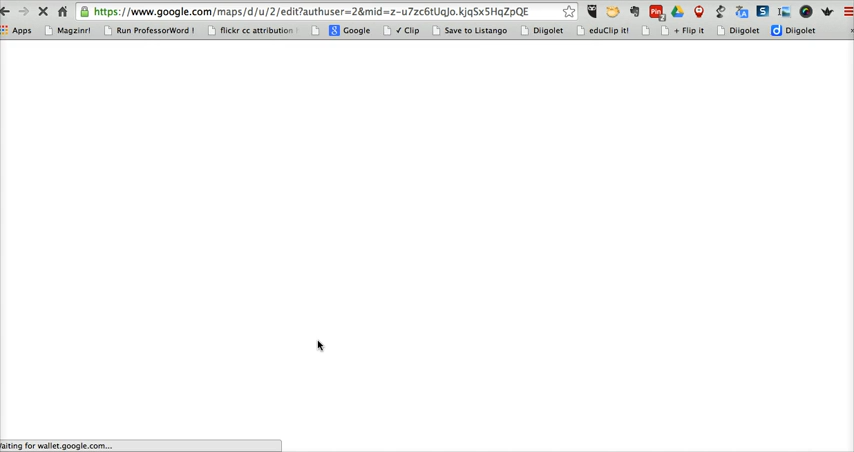 https://www.google.com/maps/d/u/2/edit?authuser=2&mid=z-u7zc6tUqJo.kjqSx5HqZpQE
Apps Magzinr! Run ProfessorWord ! flickr cc attribution Google ✓ Clip Save to Listango Diigolet eduClip it! + Flip it Diigolet Diigolet
Waiting for wallet.google.com...